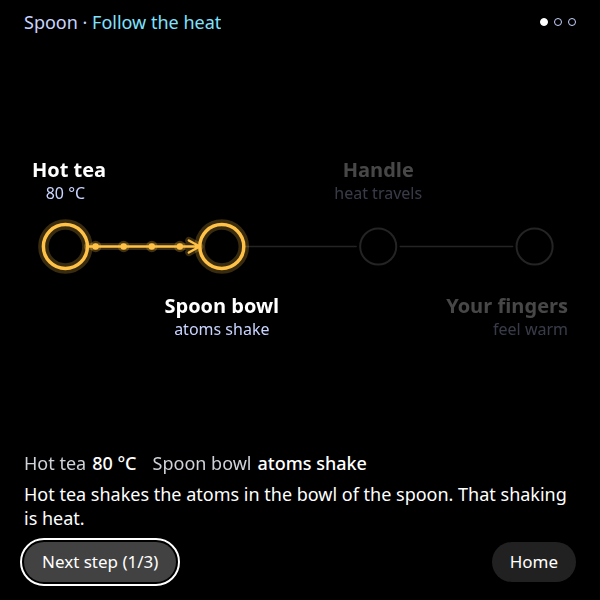 Spoon · Follow the heat
Hot tea
80 °C
Handle
heat travels
Spoon bowl
atoms shake
Your fingers
feel warm
Hot tea 80 °C Spoon bowl atoms shake
Hot tea shakes the atoms in the bowl of the spoon. That shaking
is heat.
Next step (1/3)
Home